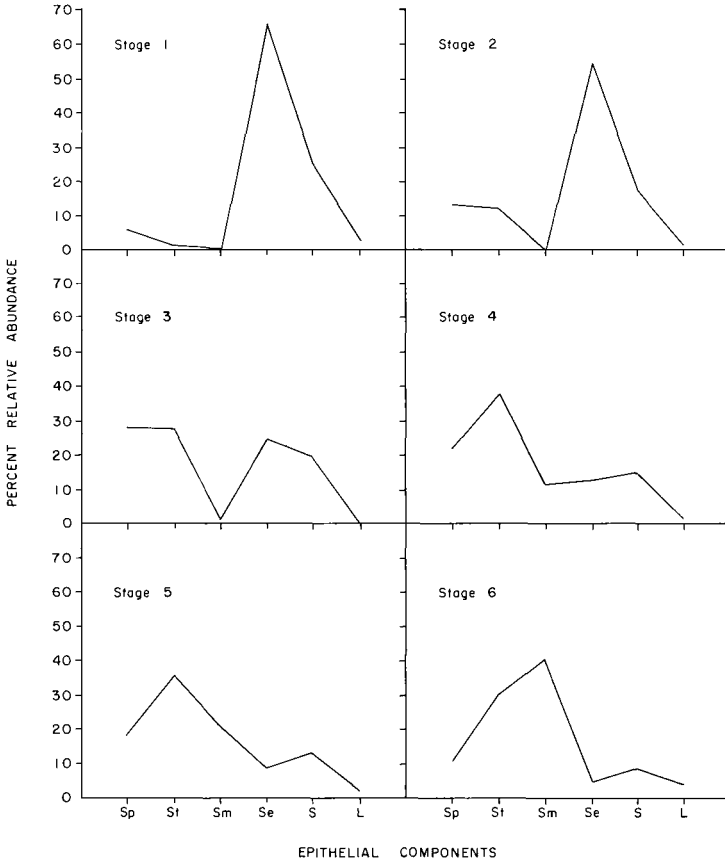 70
60
50
40
30
20
10
0
Stage 1
Stage 2
70
60
50
40
30
20
10
0
Stage 3
Stage 4
70
60
50
40
30
20
10
0
Stage 5
Stage 6
PERCENT RELATIVE ABUNDANCE
Sp St Sm Se S L
Sp St Sm Se S L
EPITHELIAL COMPONENTS